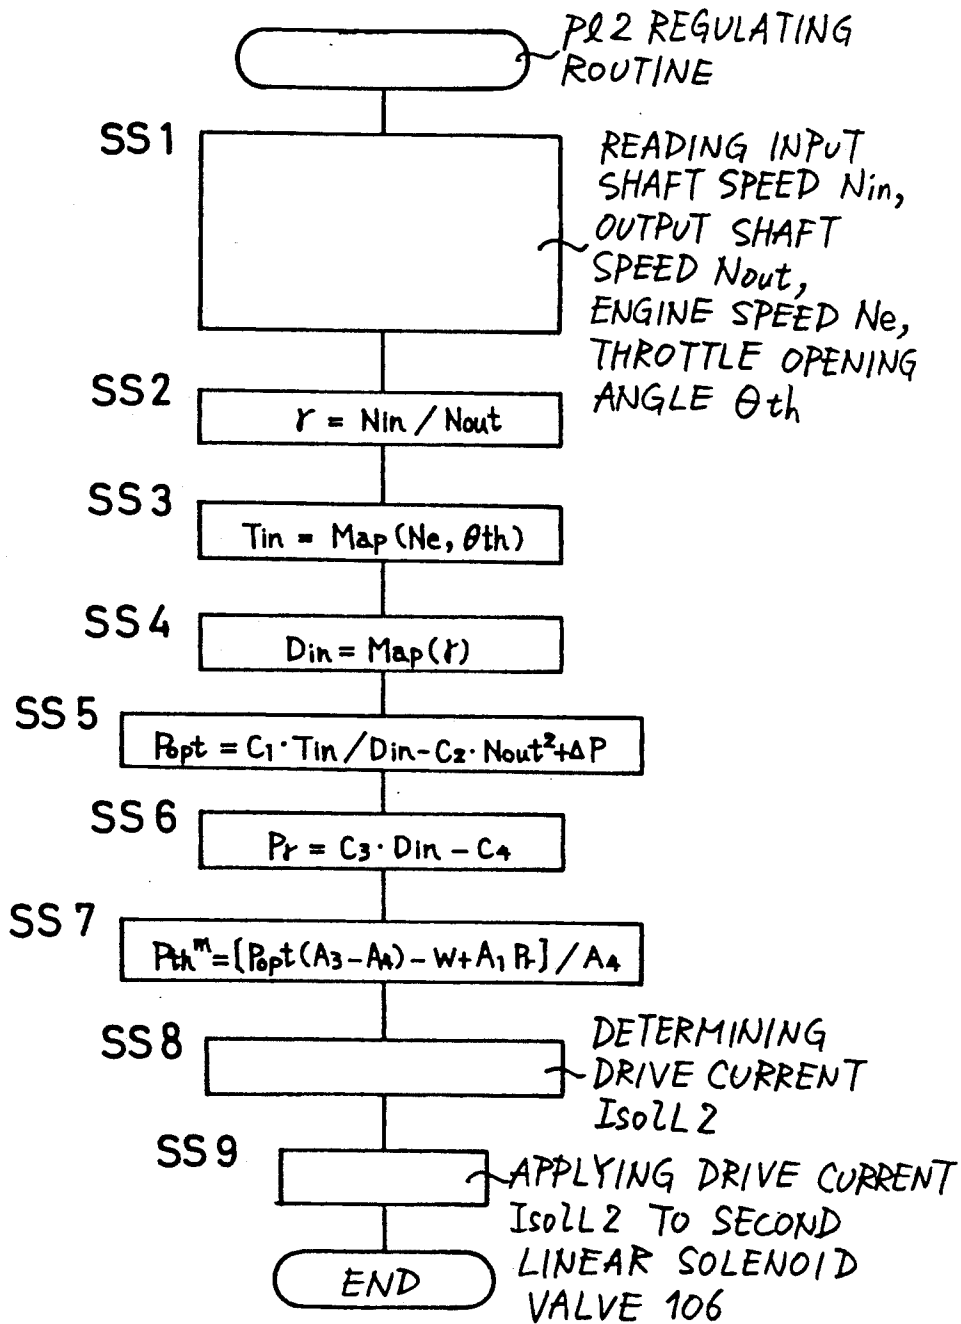 Pl2 REGULATING
ROUTINE
SS1
READING INPUT
SHAFT SPEED Nin,
OUTPUT SHAFT
SPEED Nout,
ENGINE SPEED Ne,
THROTTLE OPENING
ANGLE θth
SS2
r = Nin / Nout
SS3
Tin = Map (Ne, θth)
SS4
Din = Map(r)
SS5
Popt = C₁· Tin / Din - C₂· Nout² + ΔP
SS6
Pr = C₃· Din - C₄
SS7
Pthᵐ = [Popt (A₃ - A₄) - W + A₁ Pr] / A₄
SS8
DETERMINING
DRIVE CURRENT
IsolL2
SS9
APPLYING DRIVE CURRENT
IsolL2 TO SECOND
LINEAR SOLENOID
VALVE 106
END